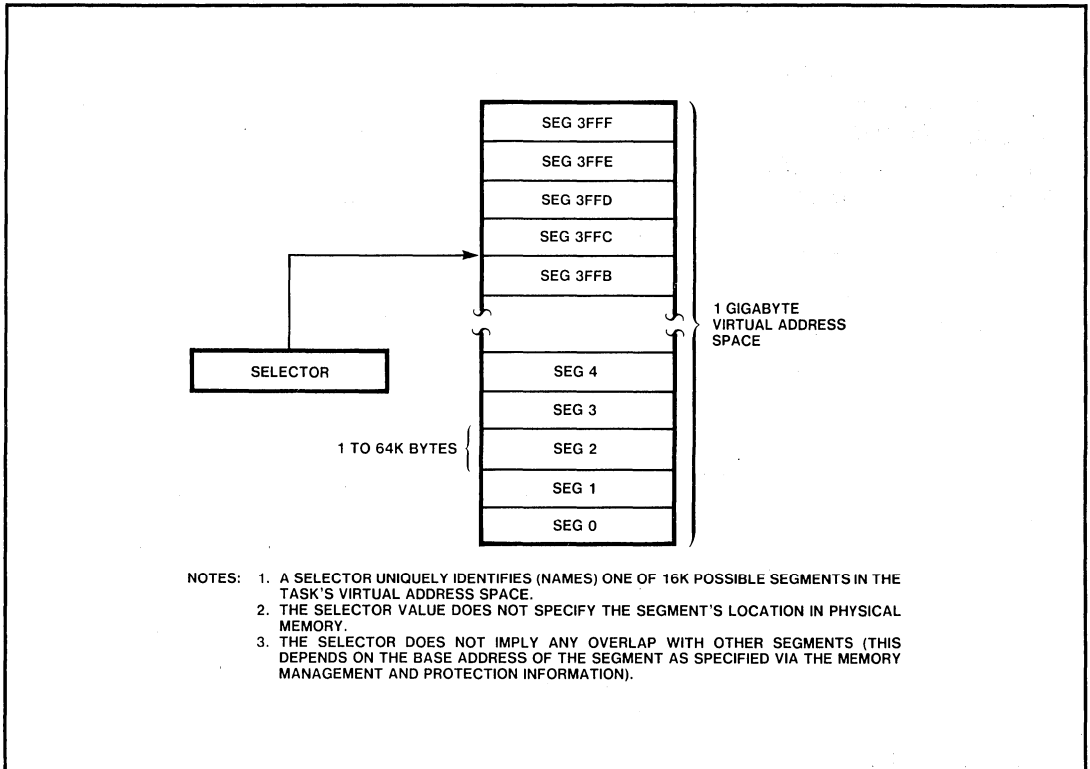 SEG 3FFF
SEG 3FFE
SEG 3FFD
SEG 3FFC
SEG 3FFB
1 GIGABYTE
VIRTUAL ADDRESS
SPACE
SELECTOR
SEG 4
SEG 3
1 TO 64K BYTES
SEG 2
SEG 1
SEG 0
NOTES: 1. A SELECTOR UNIQUELY IDENTIFIES (NAMES) ONE OF 16K POSSIBLE SEGMENTS IN THE
TASK'S VIRTUAL ADDRESS SPACE.
2. THE SELECTOR VALUE DOES NOT SPECIFY THE SEGMENT'S LOCATION IN PHYSICAL
MEMORY.
3. THE SELECTOR DOES NOT IMPLY ANY OVERLAP WITH OTHER SEGMENTS (THIS
DEPENDS ON THE BASE ADDRESS OF THE SEGMENT AS SPECIFIED VIA THE MEMORY
MANAGEMENT AND PROTECTION INFORMATION).